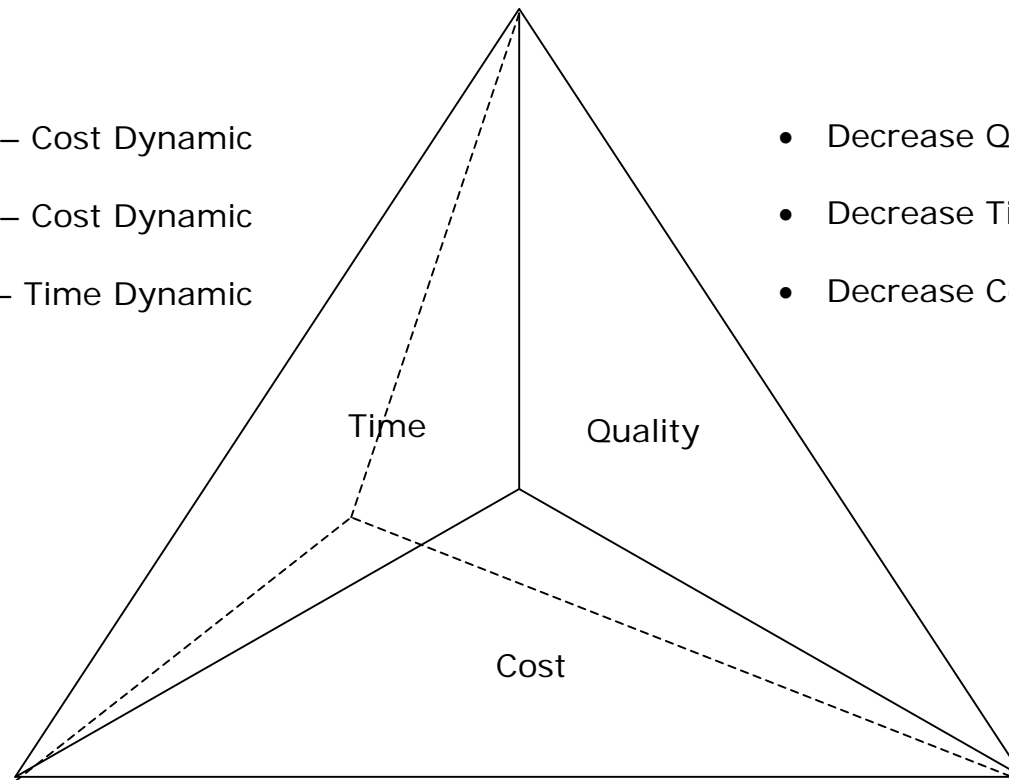 – Cost Dynamic
– Cost Dynamic
– Time Dynamic
• Decrease
• Decrease
• Decrease
Time
Quality
Cost